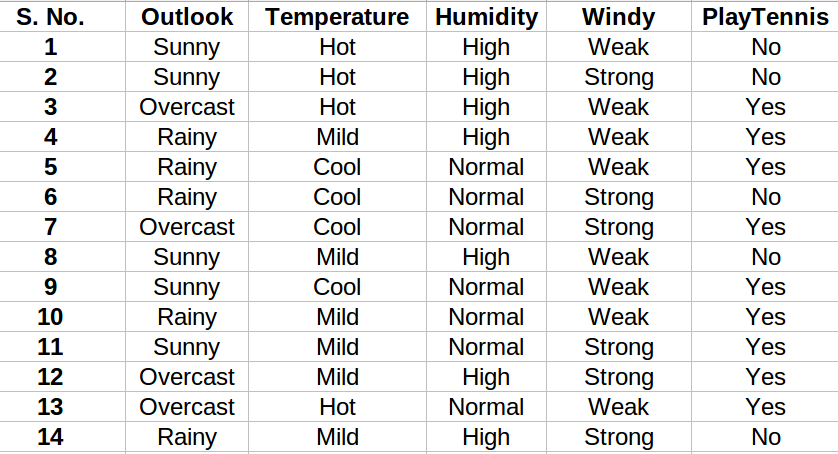 S. No. Outlook Temperature Humidity Windy PlayTennis
1 Sunny Hot High Weak No
2 Sunny Hot High Strong No
3 Overcast Hot High Weak Yes
4 Rainy Mild High Weak Yes
5 Rainy Cool Normal Weak Yes
6 Rainy Cool Normal Strong No
7 Overcast Cool Normal Strong Yes
8 Sunny Mild High Weak No
9 Sunny Cool Normal Weak Yes
10 Rainy Mild Normal Weak Yes
11 Sunny Mild Normal Strong Yes
12 Overcast Mild High Strong Yes
13 Overcast Hot Normal Weak Yes
14 Rainy Mild High Strong No